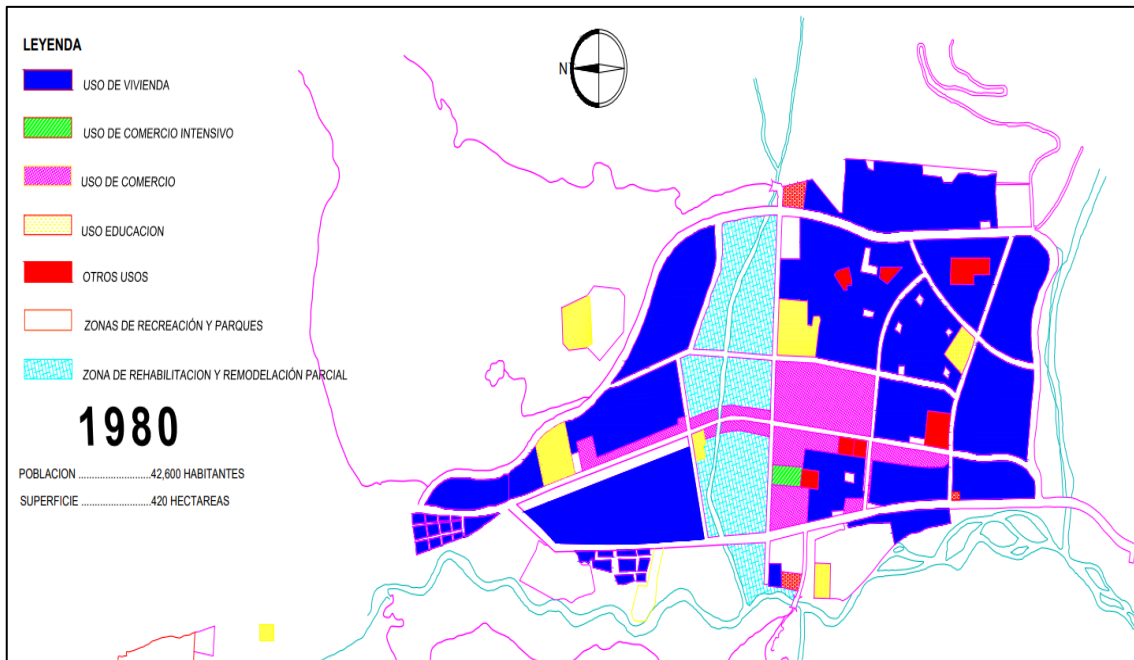 LEYENDA
USO DE VIVIENDA
USO DE COMERCIO INTENSIVO
USO DE COMERCIO
USO EDUCACION
OTROS USOS
ZONAS DE RECREACIÓN Y PARQUES
ZONA DE REHABILITACION Y REMODELACIÓN PARCIAL
1980
POBLACION ..........................42,600 HABITANTES
SUPERFICIE ..........................420 HECTAREAS
N